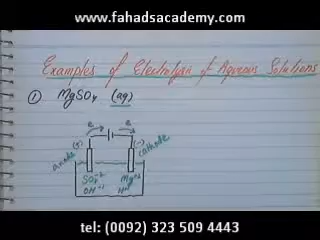 www.fahadsacademy.com
Examples of Electrolysis of Aqueous Solutions
① MgSO4 (aq)
e e
(+) (-)
anode cathode
SO4-2 Mg+2
OH-1 H+1
tel: (0092) 323 509 4443